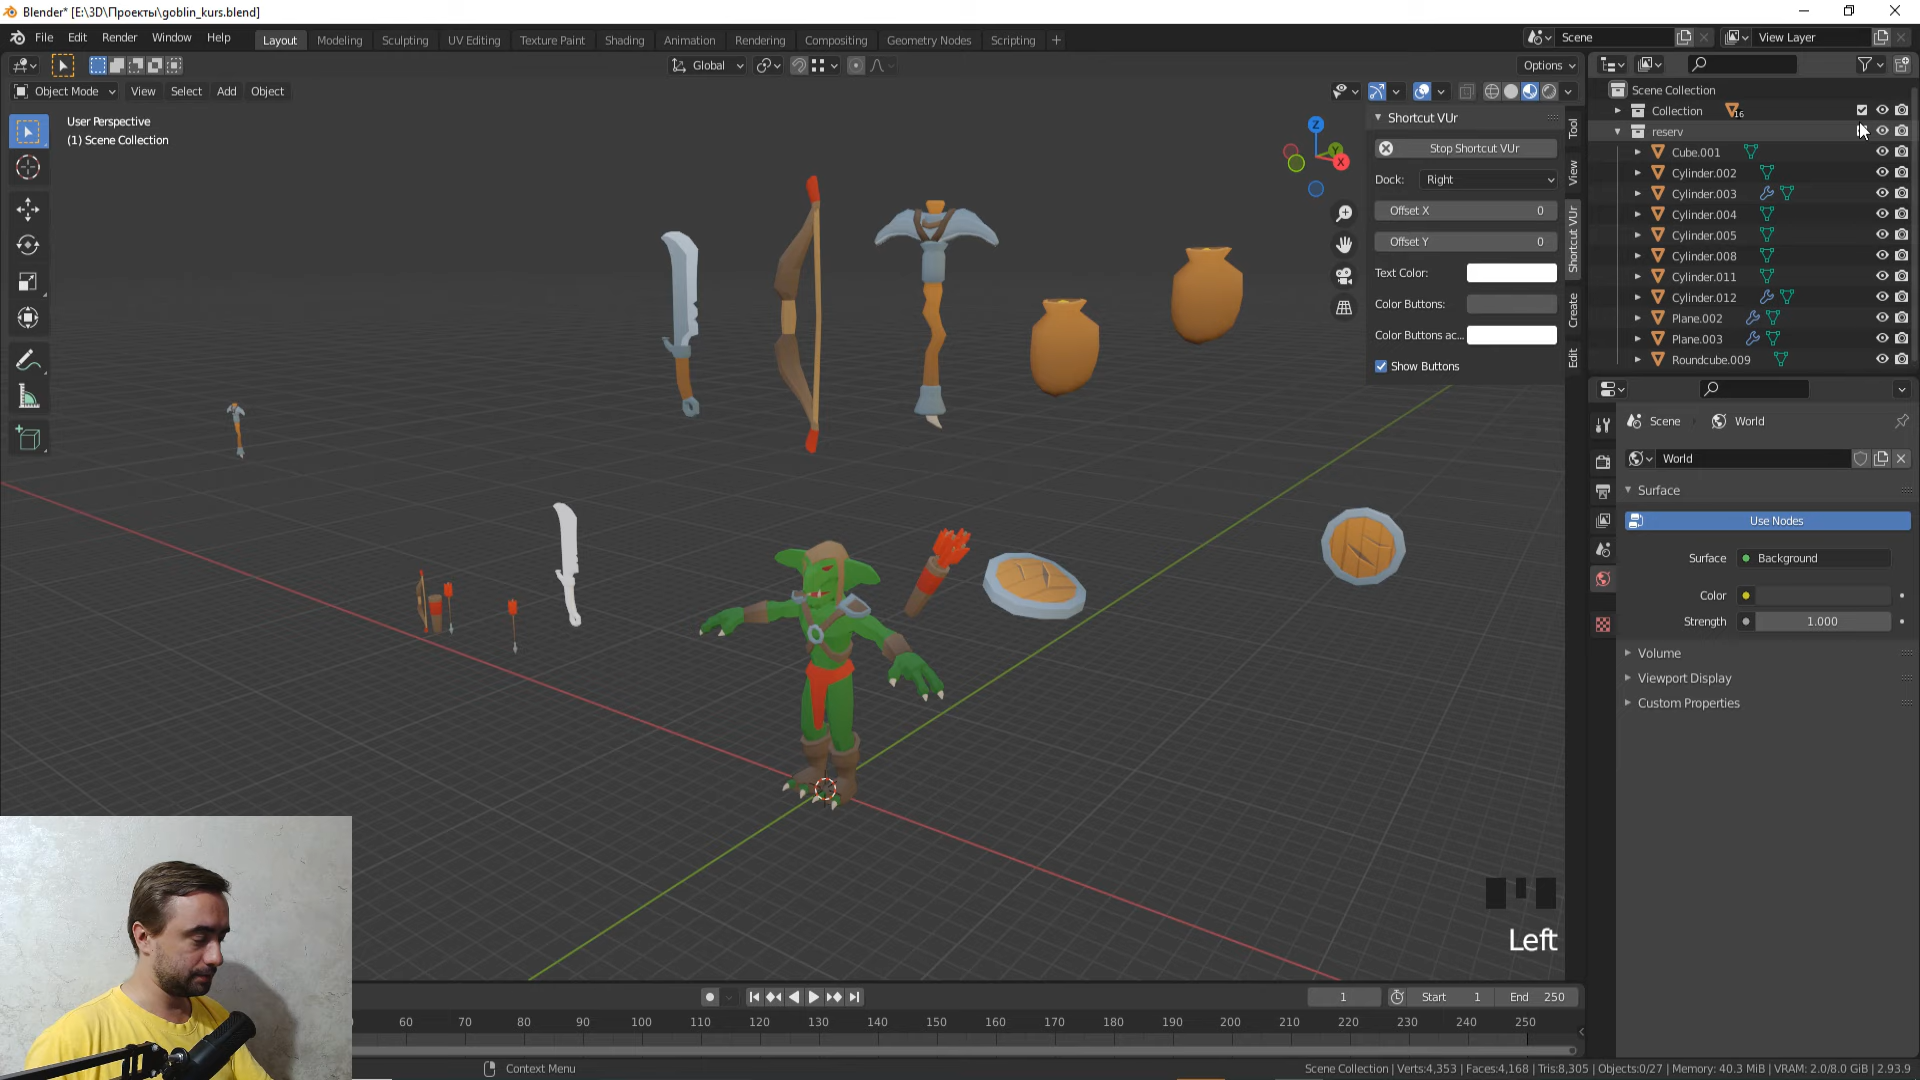 Blender* [E:\3D\Проекты\goblin_kurs.blend]
File Edit Render Window Help
Layout Modeling Sculpting UV Editing Texture Paint Shading Animation Rendering Compositing Geometry Nodes Scripting +
Scene View Layer
Global Options
Object Mode View Select Add Object
User Perspective
(1) Scene Collection
Z
Y
X
Shortcut VUr
Stop Shortcut VUr
Dock: Right
Offset X 0
Offset Y 0
Text Color:
Color Buttons:
Color Buttons ac...
Show Buttons
Tool
View
Shortcut VUr
Create
Edit
Scene Collection
Collection 16
reserv
Cube.001
Cylinder.002
Cylinder.003
Cylinder.004
Cylinder.005
Cylinder.008
Cylinder.011
Cylinder.012
Plane.002
Plane.003
Roundcube.009
Scene World
World
Surface
Use Nodes
Surface Background
Color
Strength 1.000
Volume
Viewport Display
Custom Properties
Left
1 Start 1 End 250
60 70 80 90 100 110 120 130 140 150 160 170 180 190 200 210 220 230 240 250
Context Menu
Scene Collection | Verts:4,353 | Faces:4,168 | Tris:8,305 | Objects:0/27 | Memory: 40.3 MiB | VRAM: 2.0/8.0 GiB | 2.93.9